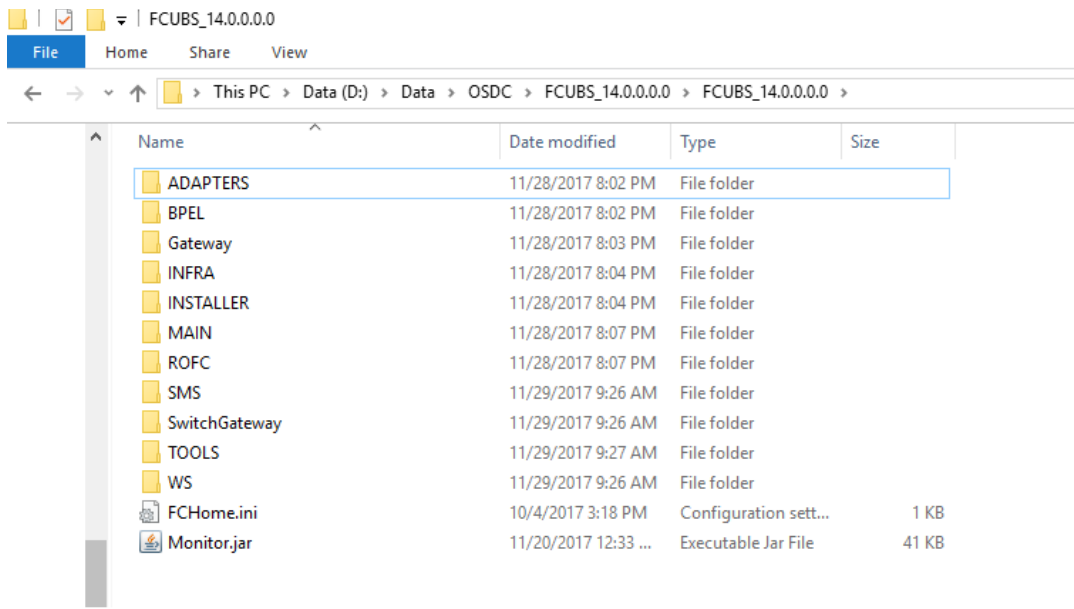 FCUBS_14.0.0.0.0
File Home Share View
This PC > Data (D:) > Data > OSDC > FCUBS_14.0.0.0.0 > FCUBS_14.0.0.0.0 >
Name Date modified Type Size
ADAPTERS 11/28/2017 8:02 PM File folder
BPEL 11/28/2017 8:02 PM File folder
Gateway 11/28/2017 8:03 PM File folder
INFRA 11/28/2017 8:04 PM File folder
INSTALLER 11/28/2017 8:04 PM File folder
MAIN 11/28/2017 8:07 PM File folder
ROFC 11/28/2017 8:07 PM File folder
SMS 11/29/2017 9:26 AM File folder
SwitchGateway 11/29/2017 9:26 AM File folder
TOOLS 11/29/2017 9:27 AM File folder
WS 11/29/2017 9:26 AM File folder
FCHome.ini 10/4/2017 3:18 PM Configuration sett... 1 KB
Monitor.jar 11/20/2017 12:33 ... Executable Jar File 41 KB